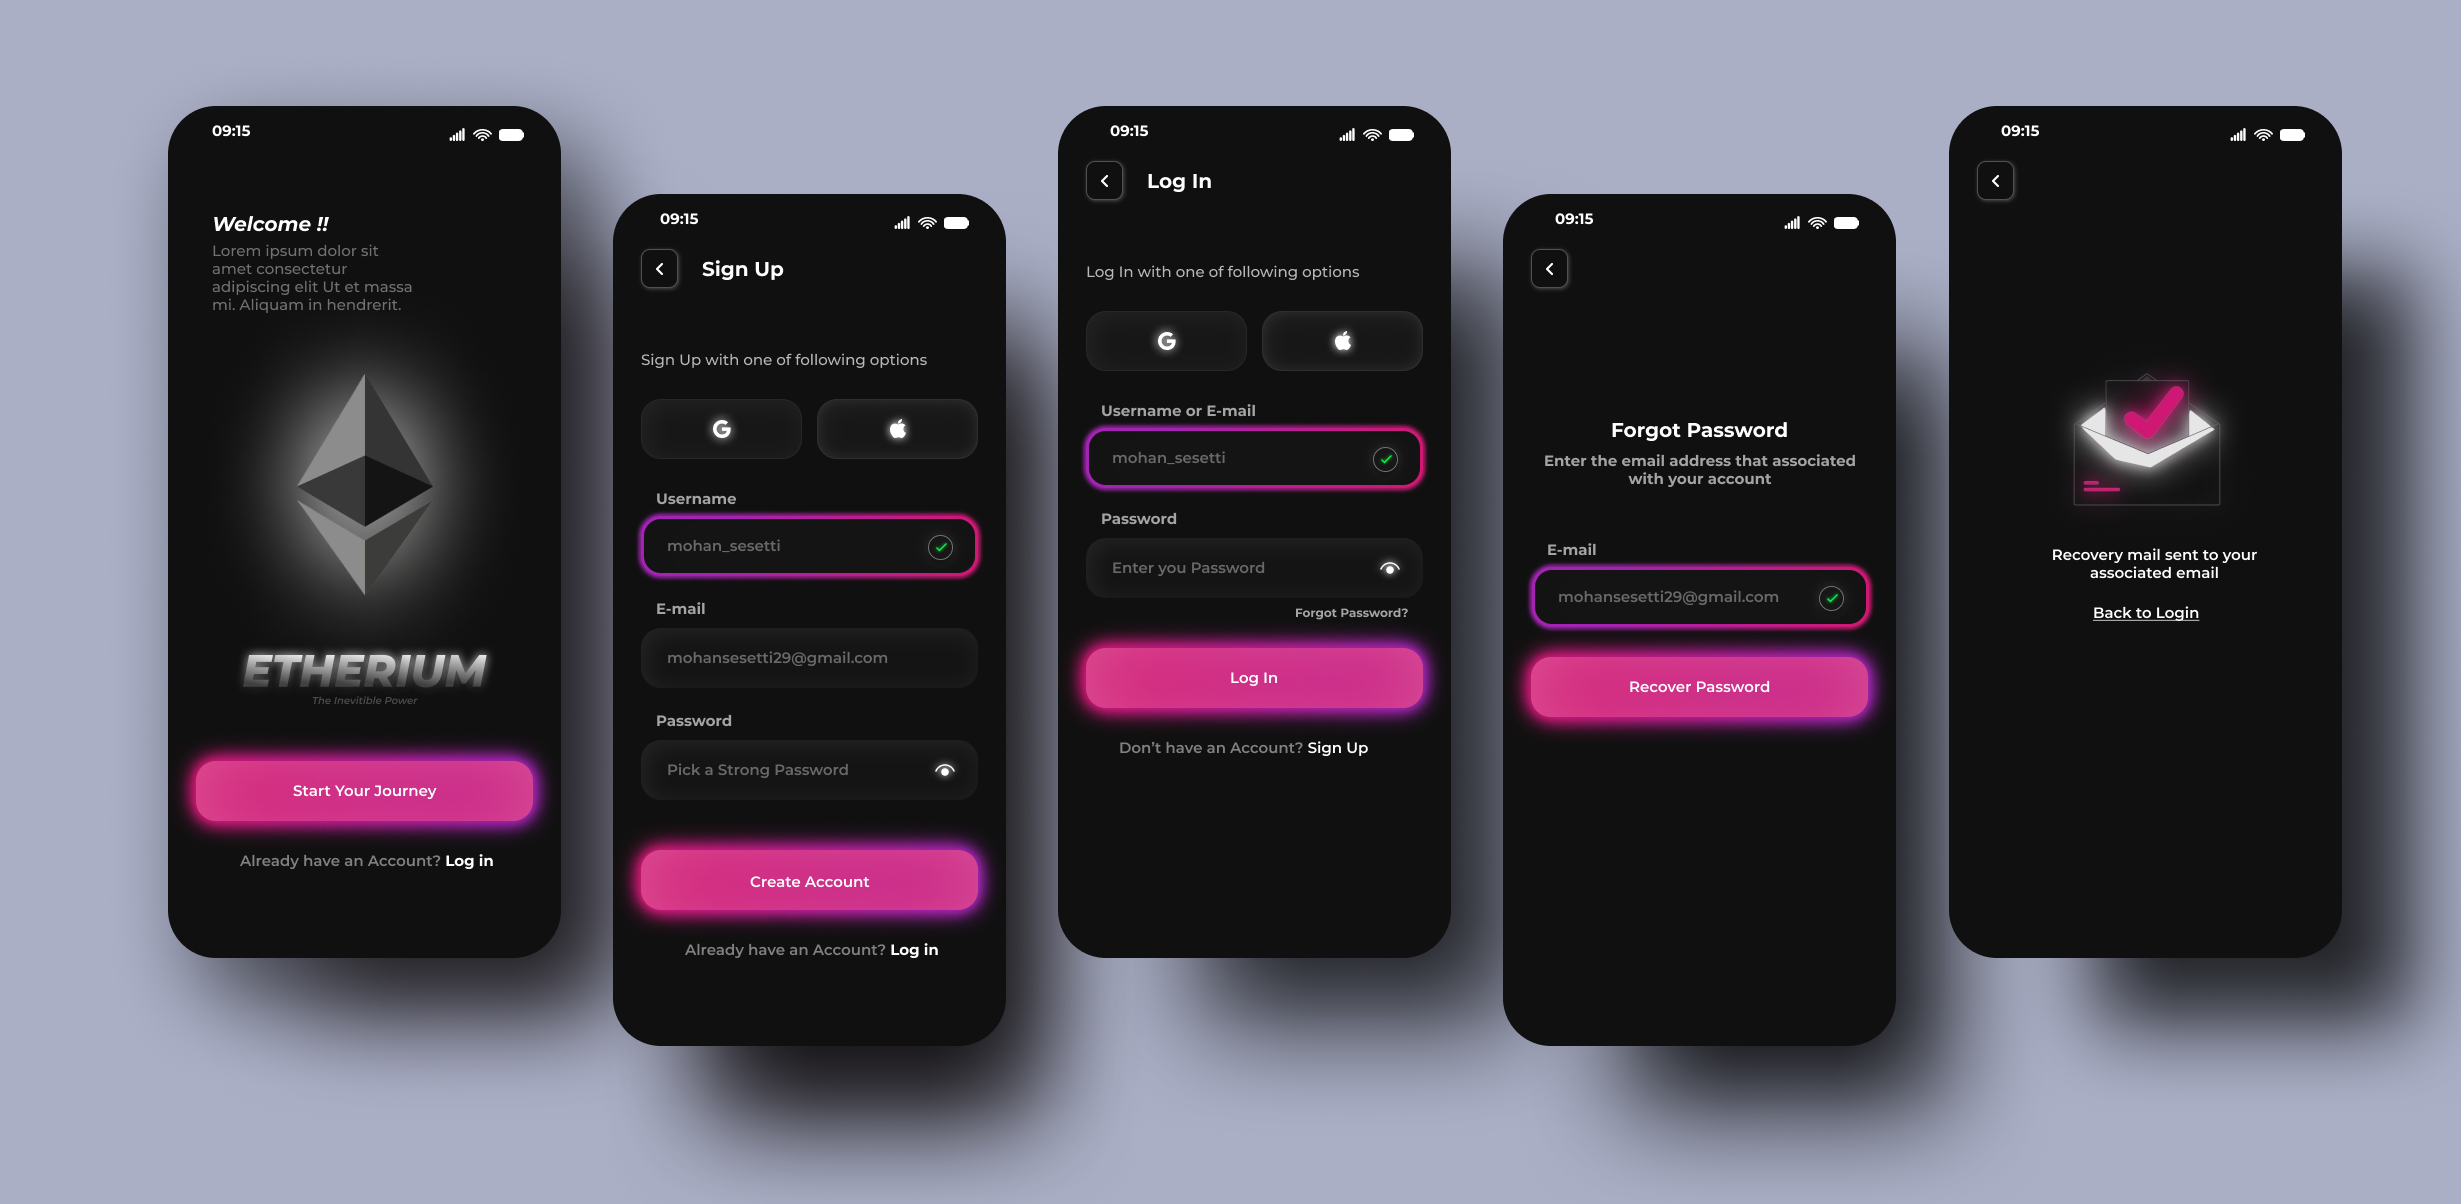 09:15
Welcome !!
Lorem ipsum dolor sit
amet consectetur
adipiscing elit Ut et massa
mi. Aliquam in hendrerit.
ETHERIUM
The Inevitible Power
Start Your Journey
Already have an Account? Log in
09:15
Sign Up
Sign Up with one of following options
G
Username
mohan_sesetti
E-mail
mohansesetti29@gmail.com
Password
Pick a Strong Password
Create Account
Already have an Account? Log in
09:15
Log In
Log In with one of following options
G
Username or E-mail
mohan_sesetti
Password
Enter you Password
Forgot Password?
Log In
Don't have an Account? Sign Up
09:15
Forgot Password
Enter the email address that associated
with your account
E-mail
mohansesetti29@gmail.com
Recover Password
09:15
Recovery mail sent to your
associated email
Back to Login